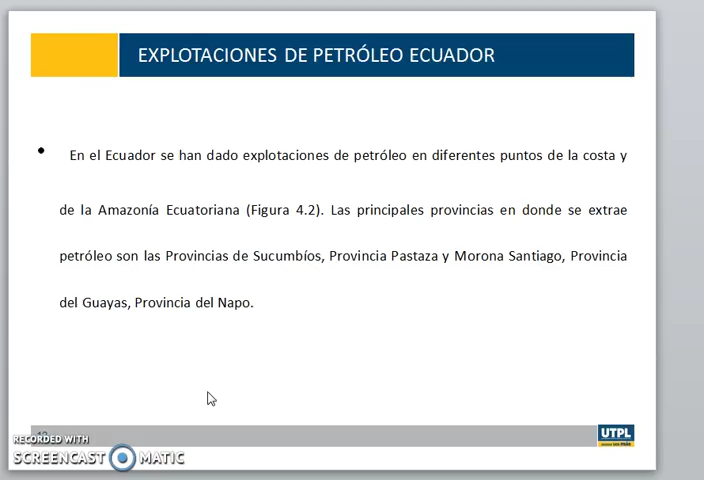 EXPLOTACIONES DE PETRÓLEO ECUADOR
• En el Ecuador se han dado explotaciones de petróleo en diferentes puntos de la costa y
de la Amazonía Ecuatoriana (Figura 4.2). Las principales provincias en donde se extrae
petróleo son las Provincias de Sucumbíos, Provincia Pastaza y Morona Santiago, Provincia
del Guayas, Provincia del Napo.
RECORDED WITH
SCREENCAST MATIC
UTPL